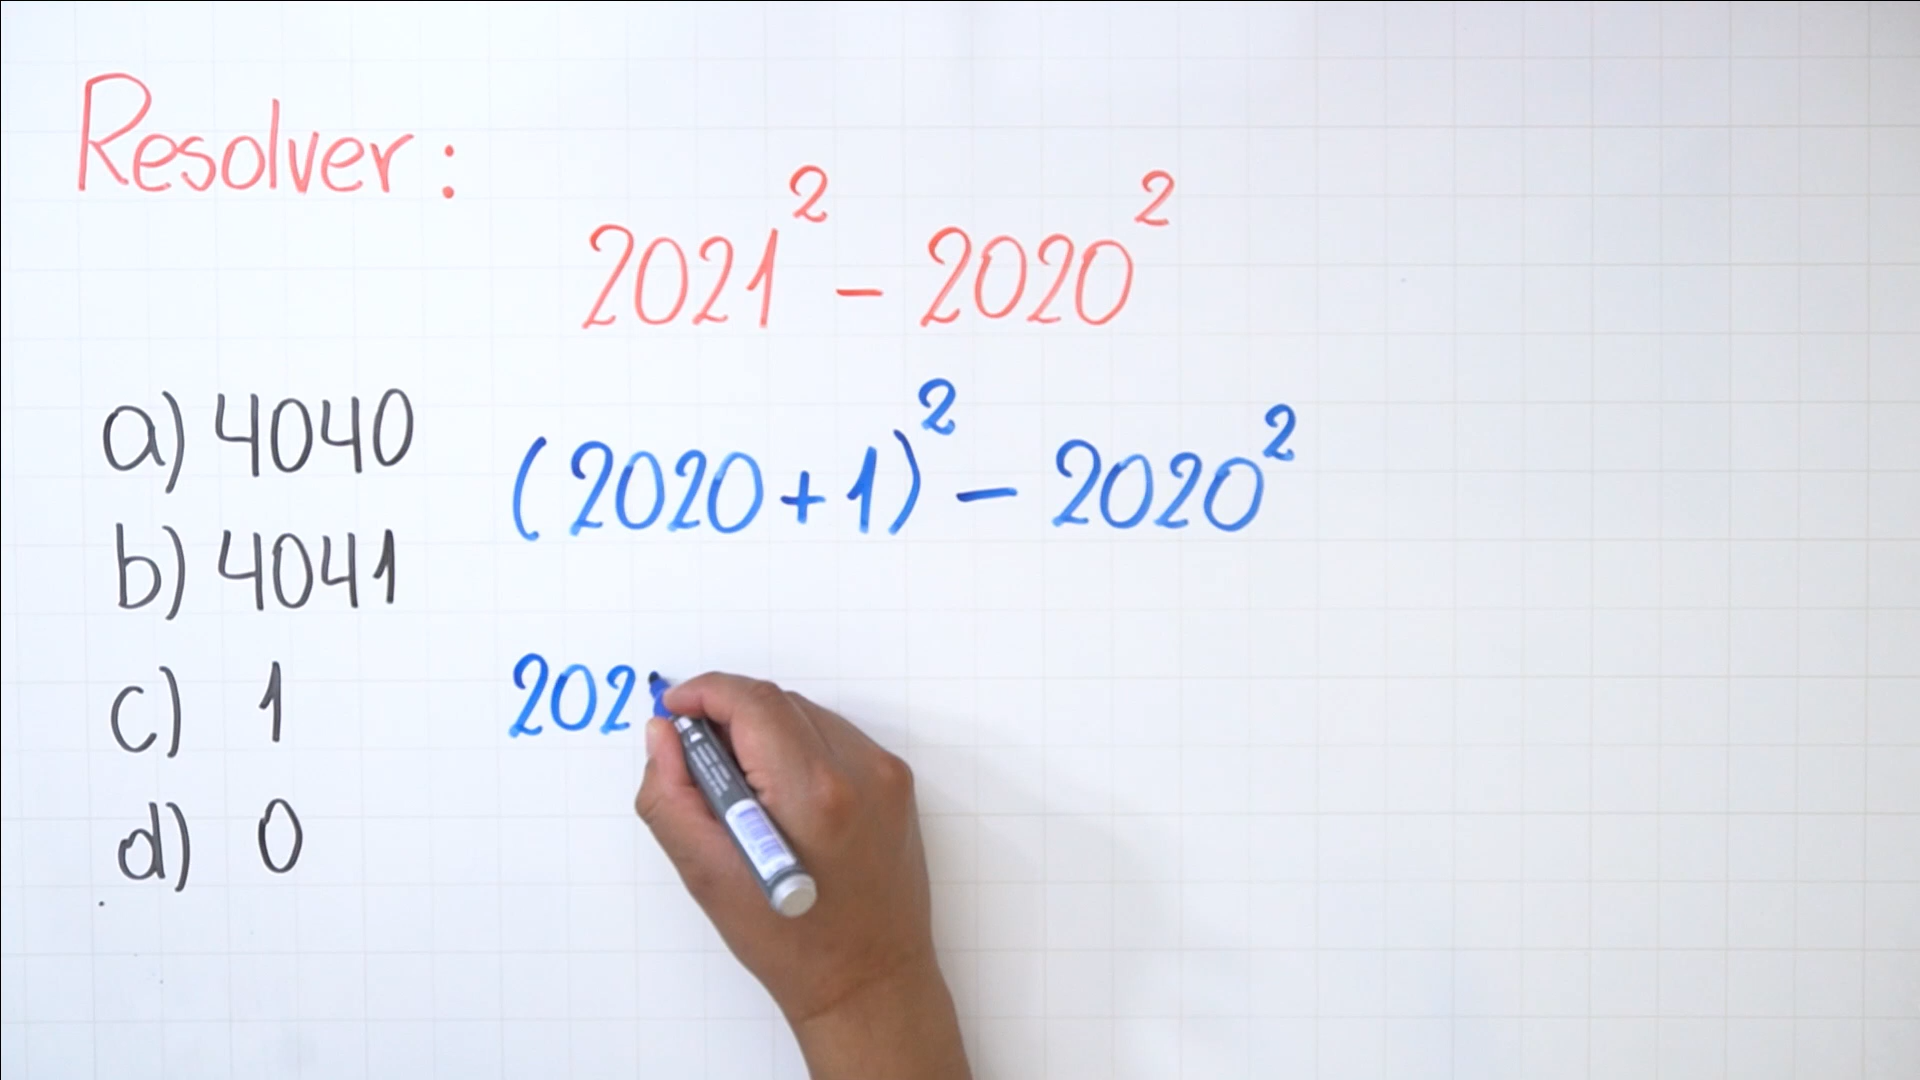 Resolver:
2021² - 2020²
a) 4040
(2020+1)² - 2020²
b) 4041
202
c) 1
d) 0